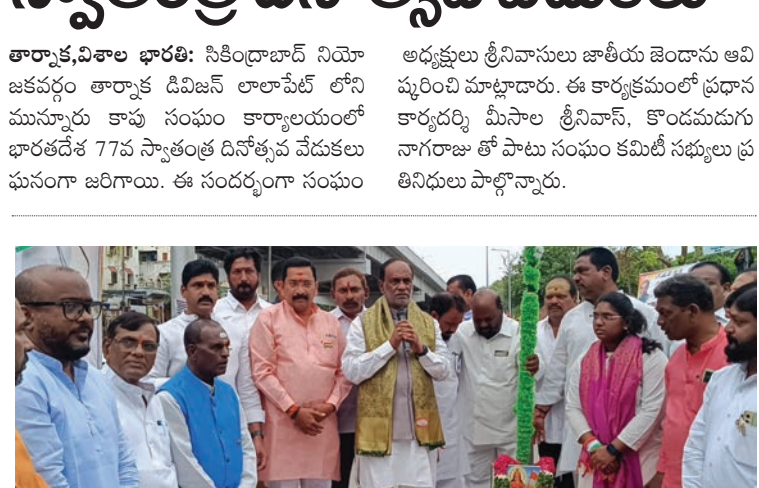 తార్నాక,విశాల భారతి: సికింద్రాబాద్ నియో
జకవర్గం తార్నాక డివిజన్ లాలాపేట్ లోని
మున్నూరు కాపు సంఘం కార్యాలయంలో
భారతదేశ 77వ స్వాతంత్ర దినోత్సవ వేడుకలు
ఘనంగా జరిగాయి. ఈ సందర్భంగా సంఘం
అధ్యక్షులు శ్రీనివాసులు జాతీయ జెండాను ఆవి
ష్కరించి మాట్లాడారు. ఈ కార్యక్రమంలో ప్రధాన
కార్యదర్శి మీసాల శ్రీనివాస్, కొండమడుగు
నాగరాజు తో పాటు సంఘం కమిటీ సభ్యులు ప్ర
తినిధులు పాల్గొన్నారు.